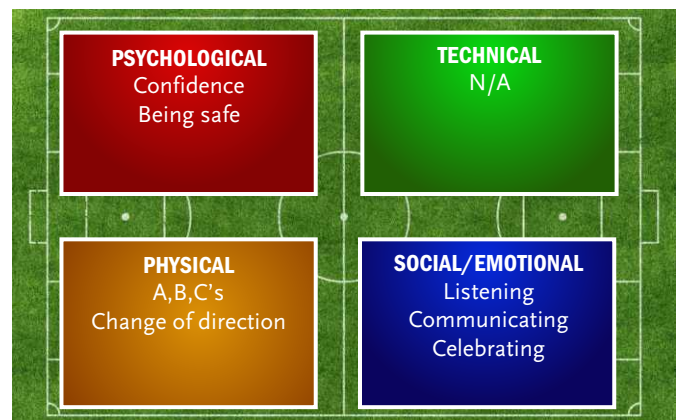 PSYCHOLOGICAL
Confidence
Being safe
TECHNICAL
N/A
PHYSICAL
A,B,C's
Change of direction
SOCIAL/EMOTIONAL
Listening
Communicating
Celebrating